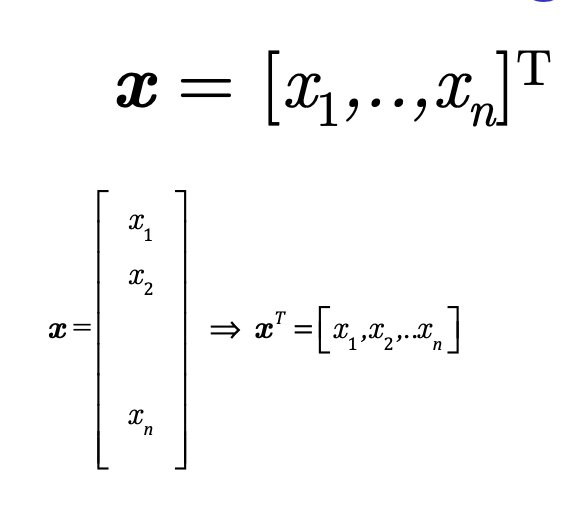 x = [x₁,..,xₙ]ᵀ
x = [
x₁
x₂
xₙ
] ⇒ xᵀ = [x₁,x₂,..xₙ]